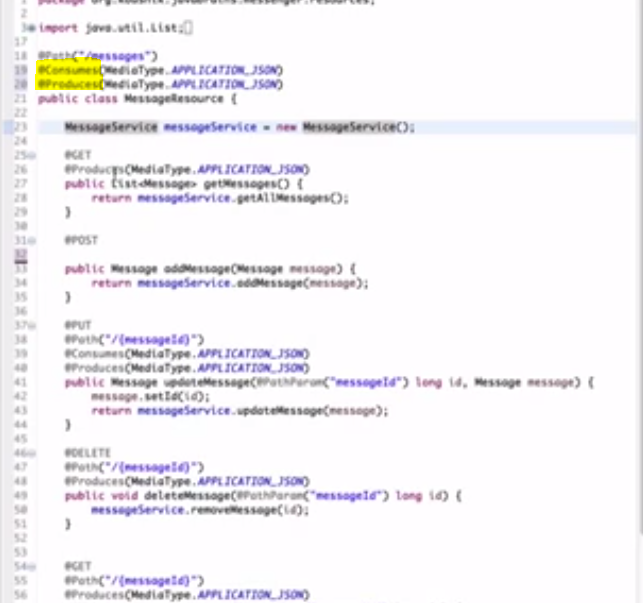 package org.koushik.javabrains.messenger.resources;
2
3 import java.util.List;
17
18 @Path("/messages")
19 @Consumes(MediaType.APPLICATION_JSON)
20 @Produces(MediaType.APPLICATION_JSON)
21 public class MessageResource {
22
23 MessageService messageService = new MessageService();
24
25 @GET
26 @Produces(MediaType.APPLICATION_JSON)
27 public List<Message> getMessages() {
28 return messageService.getAllMessages();
29 }
30
31 @POST
32
33 public Message addMessage(Message message) {
34 return messageService.addMessage(message);
35 }
36
37 @PUT
38 @Path("/{messageId}")
39 @Consumes(MediaType.APPLICATION_JSON)
40 @Produces(MediaType.APPLICATION_JSON)
41 public Message updateMessage(@PathParam("messageId") long id, Message message) {
42 message.setId(id);
43 return messageService.updateMessage(message);
44 }
45
46 @DELETE
47 @Path("/{messageId}")
48 @Produces(MediaType.APPLICATION_JSON)
49 public void deleteMessage(@PathParam("messageId") long id) {
50 messageService.removeMessage(id);
51 }
52
53
54 @GET
55 @Path("/{messageId}")
56 @Produces(MediaType.APPLICATION_JSON)